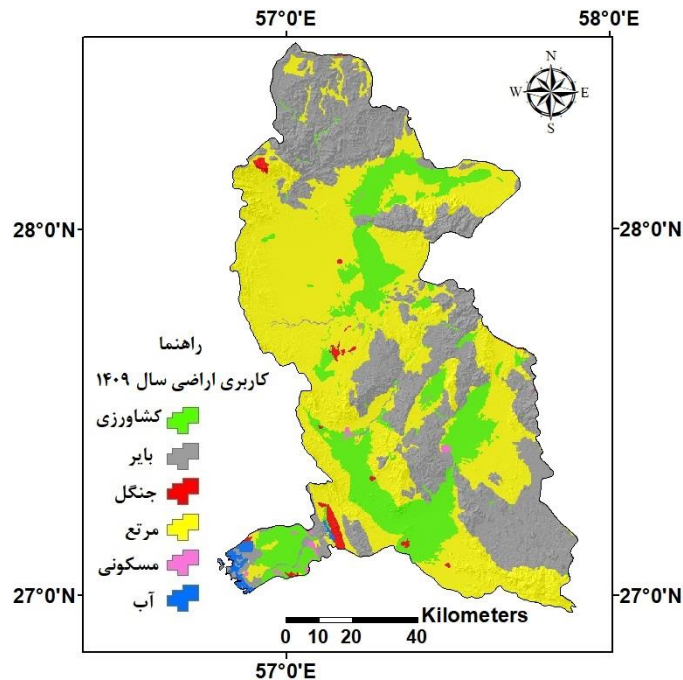 57°0'E
58°0'E
N
W
E
S
28°0'N
28°0'N
راهنما
کاربری اراضی سال ۱۴۰۹
کشاورزی
بایر
جنگل
مرتع
مسکونی
آب
27°0'N
27°0'N
Kilometers
0 10 20 40
57°0'E